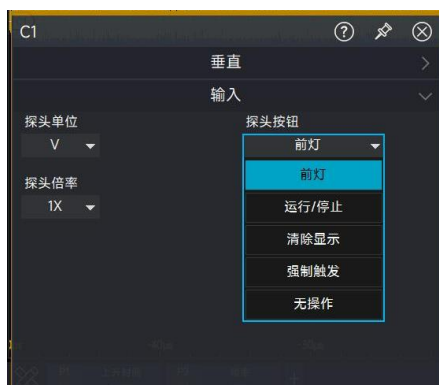 C1
垂直
输入
探头单位
探头按钮
V
前灯
前灯
探头倍率
运行/停止
1X
清除显示
强制触发
无操作